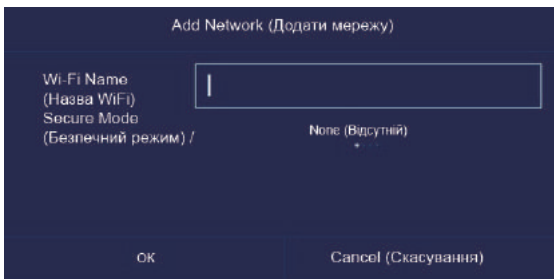 Add Network (Додати мережу)
Wi-Fi Name
(Назва WiFi)
Secure Mode
(Безпечний режим) /
None (Відсутній)
OK
Cancel (Скасування)